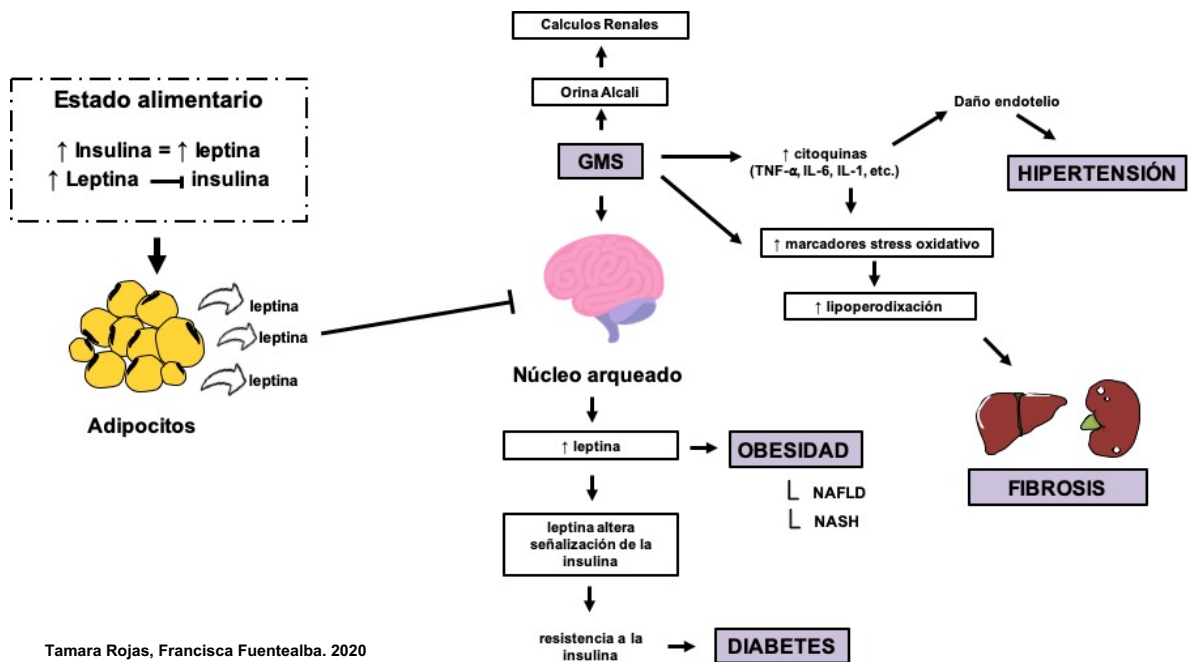 Calculos Renales
Orina Alcali
GMS
Estado alimentario
↑ Insulina = ↑ leptina
↑ Leptina ⊣ insulina
leptina
leptina
leptina
Adipocitos
Núcleo arqueado
↑ leptina
leptina altera
señalización de la
insulina
resistencia a la
insulina
DIABETES
OBESIDAD
NAFLD
NASH
↑ citoquinas
(TNF-α, IL-6, IL-1, etc.)
Daño endotelio
HIPERTENSIÓN
↑ marcadores stress oxidativo
↑ lipoperodixación
FIBROSIS
Tamara Rojas, Francisca Fuentealba. 2020